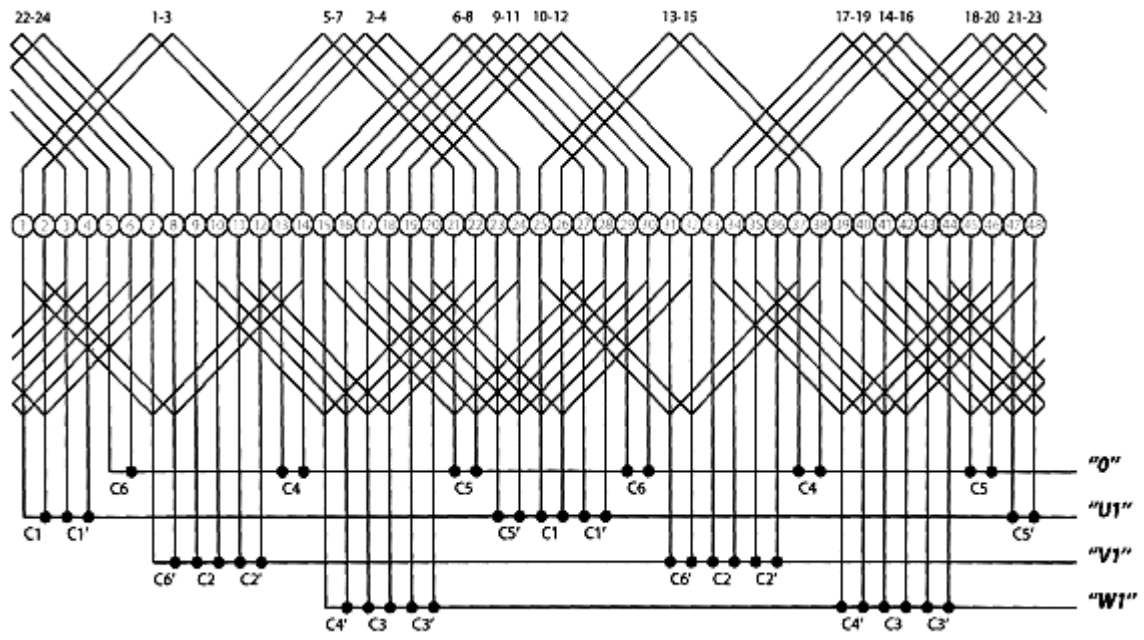 22-24 1-3 5-7 2-4 6-8 9-11 10-12 13-15 17-19 14-16 18-20 21-23
1 2 3 4 5 6 7 8 9 10 11 12 13 14 15 16 17 18 19 20 21 22 23 24 25 26 27 28 29 30 31 32 33 34 35 36 37 38 39 40 41 42 43 44 45 46 47 48
"0"
C6 C4 C5 C6 C4 C5
"U1"
C1 C1' C5' C1 C1' C5'
"V1"
C6' C2 C2' C6' C2 C2'
"W1"
C4' C3 C3' C4' C3 C3'